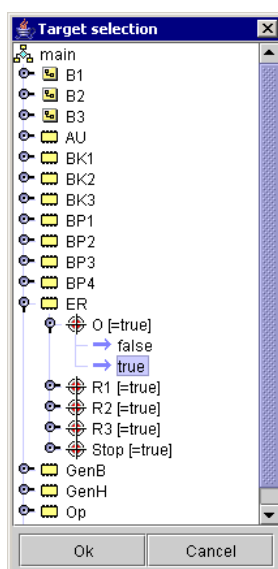 Target selection
main
B1
B2
B3
AU
BK1
BK2
BK3
BP1
BP2
BP3
BP4
ER
O [=true]
false
true
R1 [=true]
R2 [=true]
R3 [=true]
Stop [=true]
GenB
GenH
Op
Ok Cancel